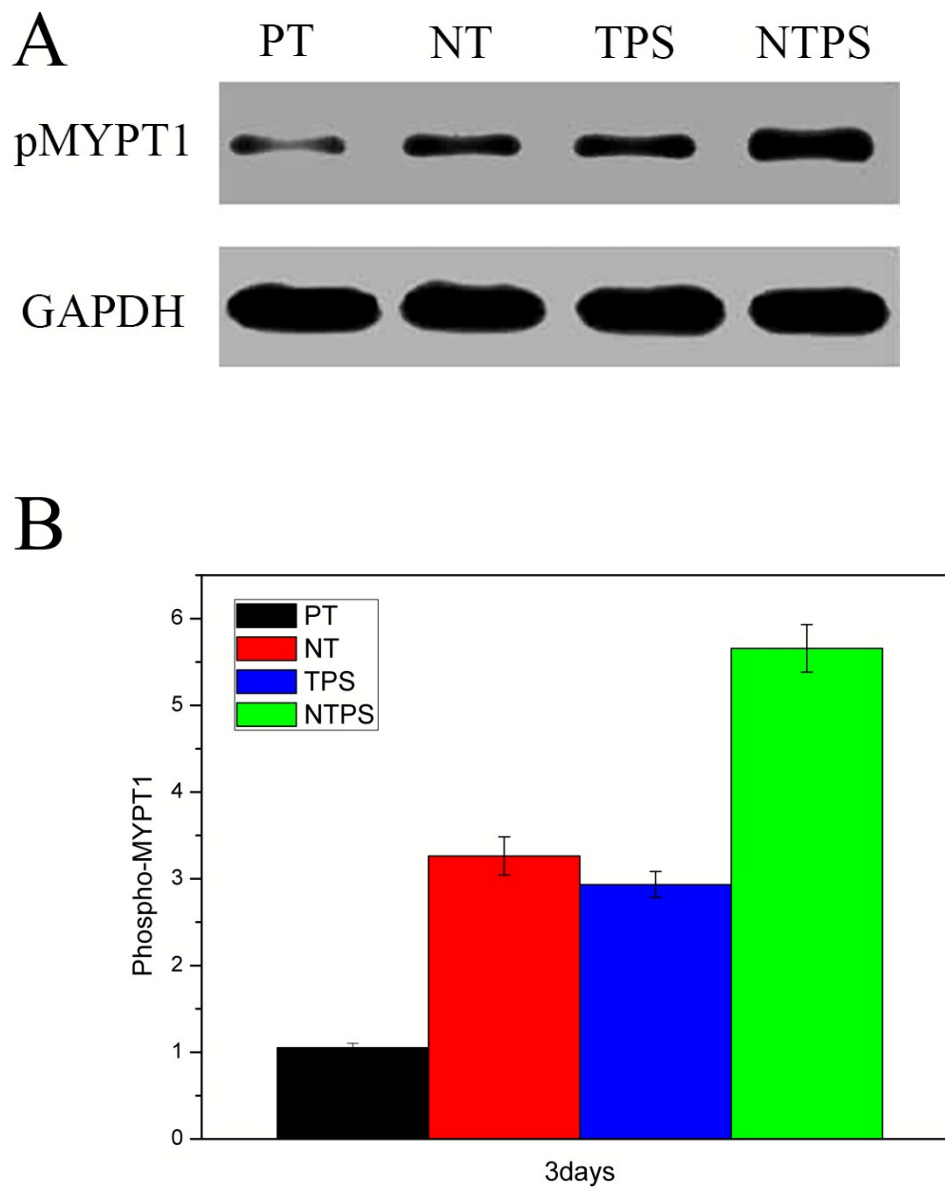 A
PT NT TPS NTPS
pMYPT1
GAPDH
B
6
5
4
3
2
1
0
Phospho-MYPT1
PT
NT
TPS
NTPS
3days